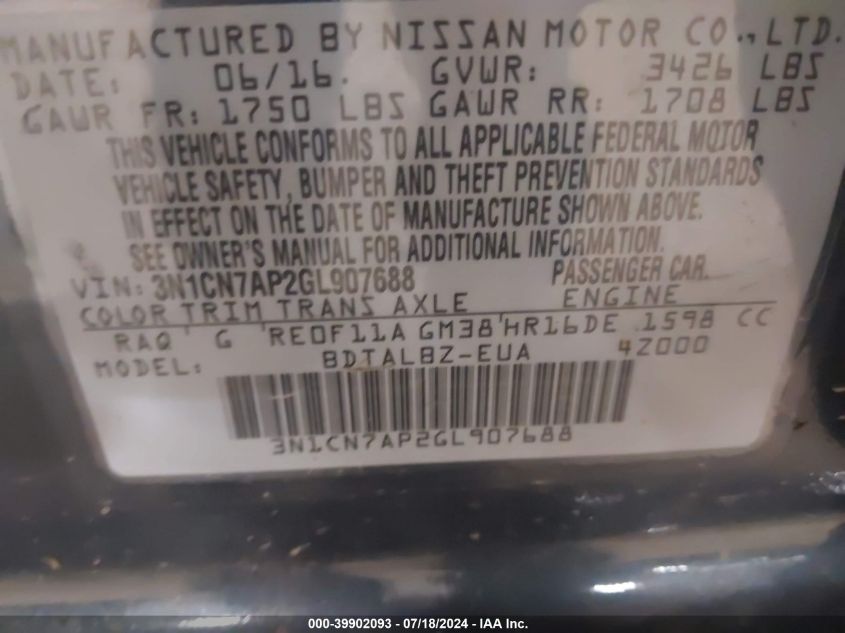 MANUFACTURED BY NISSAN MOTOR CO., LTD.
DATE: 06/16. GVWR: 3426 LBS
GAWR FR: 1750 LBS GAWR RR: 1708 LBS
THIS VEHICLE CONFORMS TO ALL APPLICABLE FEDERAL MOTOR
VEHICLE SAFETY, BUMPER AND THEFT PREVENTION STANDARDS
IN EFFECT ON THE DATE OF MANUFACTURE SHOWN ABOVE.
SEE OWNER'S MANUAL FOR ADDITIONAL INFORMATION.
VIN: 3N1CN7AP2GL907688 PASSENGER CAR.
COLOR TRIM TRANS AXLE ENGINE
RAQ G RE0F11A GM38 HR16DE 1598 CC
MODEL: BDTALBZ-EUA 42000
3N1CN7AP2GL907688
000-39902093 - 07/18/2024 - IAA Inc.